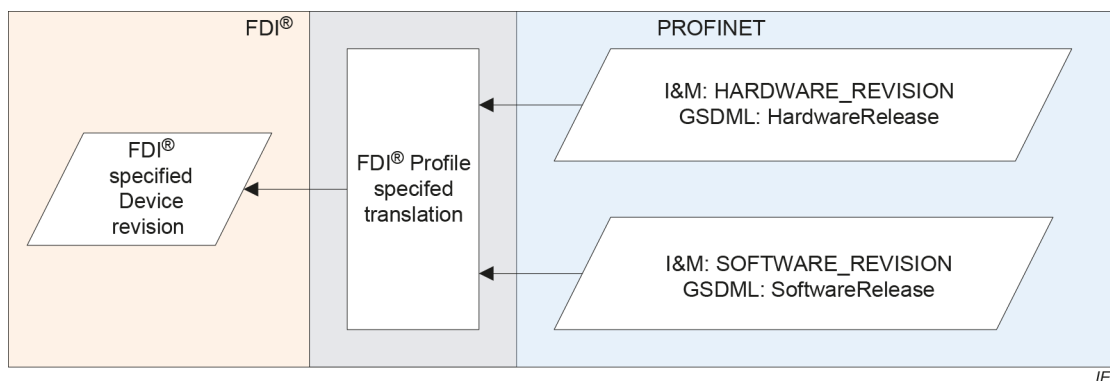 FDI®
PROFINET
FDI®
specified
Device
revision
FDI® Profile
specifed
translation
I&M: HARDWARE_REVISION
GSDML: HardwareRelease
I&M: SOFTWARE_REVISION
GSDML: SoftwareRelease